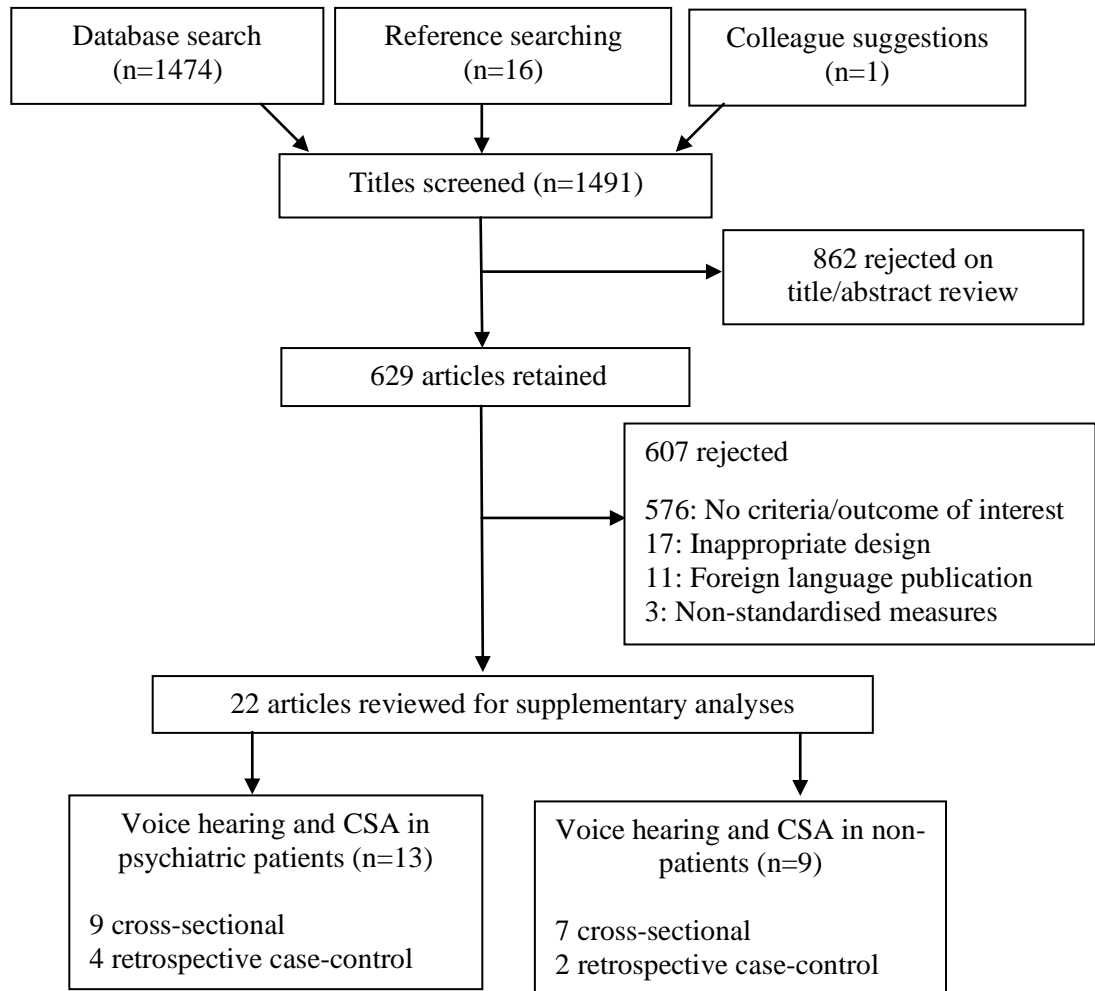 Database search
(n=1474)
Reference searching
(n=16)
Colleague suggestions
(n=1)
Titles screened (n=1491)
862 rejected on
title/abstract review
629 articles retained
607 rejected
576: No criteria/outcome of interest
17: Inappropriate design
11: Foreign language publication
3: Non-standardised measures
22 articles reviewed for supplementary analyses
Voice hearing and CSA in
psychiatric patients (n=13)
9 cross-sectional
4 retrospective case-control
Voice hearing and CSA in non-
patients (n=9)
7 cross-sectional
2 retrospective case-control